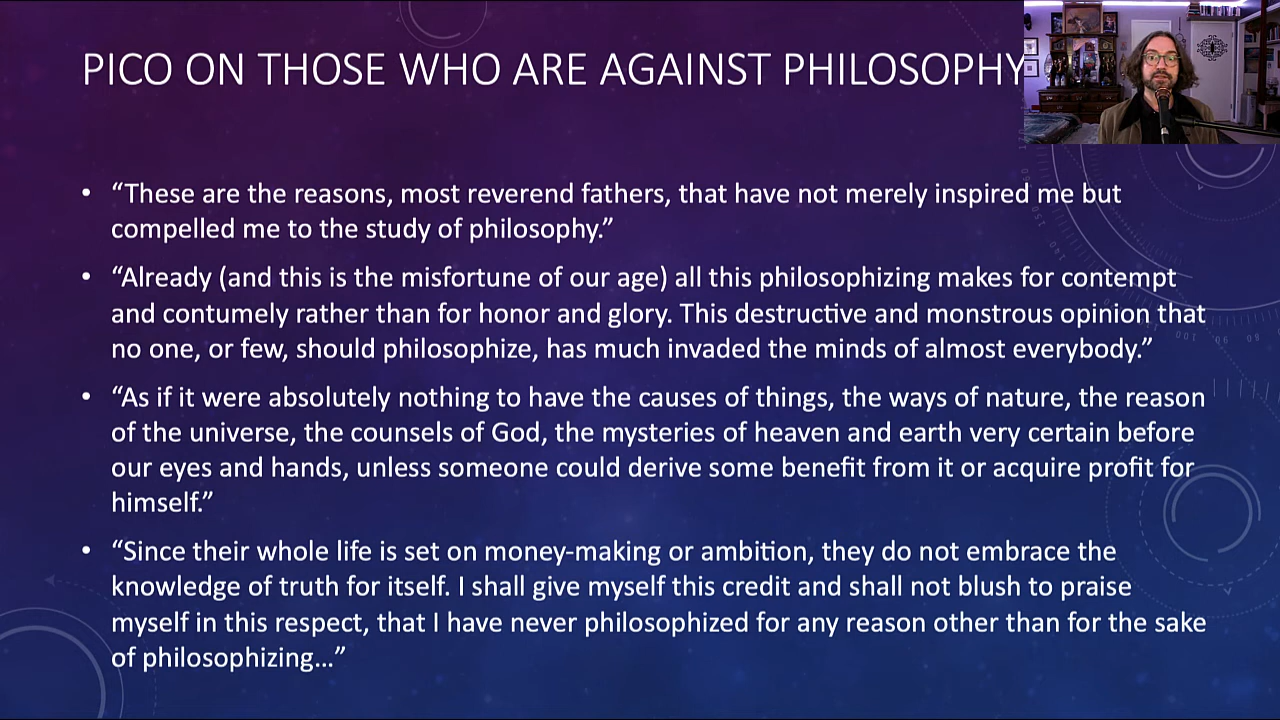 PICO ON THOSE WHO ARE AGAINST PHILOSOPHY
• “These are the reasons, most reverend fathers, that have not merely inspired me but
compelled me to the study of philosophy.”
• “Already (and this is the misfortune of our age) all this philosophizing makes for contempt
and contumely rather than for honor and glory. This destructive and monstrous opinion that
no one, or few, should philosophize, has much invaded the minds of almost everybody.”
• “As if it were absolutely nothing to have the causes of things, the ways of nature, the reason
of the universe, the counsels of God, the mysteries of heaven and earth very certain before
our eyes and hands, unless someone could derive some benefit from it or acquire profit for
himself.”
• “Since their whole life is set on money-making or ambition, they do not embrace the
knowledge of truth for itself. I shall give myself this credit and shall not blush to praise
myself in this respect, that I have never philosophized for any reason other than for the sake
of philosophizing…”